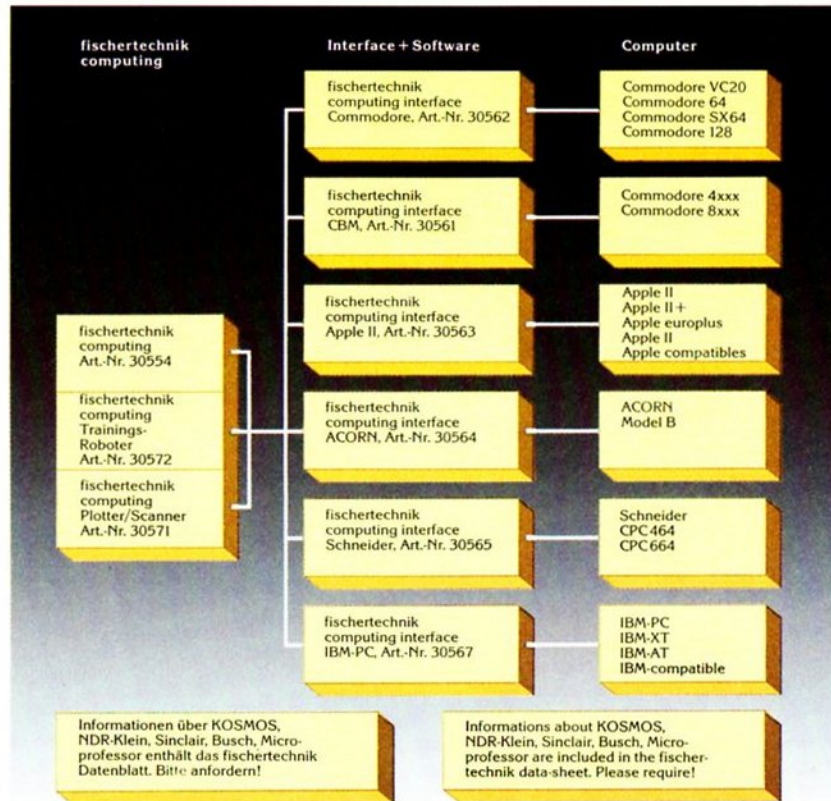 fischertechnik
computing
Interface + Software
Computer
fischertechnik
computing
Art.-Nr. 30554
fischertechnik
computing
Trainings-
Roboter
Art.-Nr. 30572
fischertechnik
computing
Plotter/Scanner
Art.-Nr. 30571
fischertechnik
computing interface
Commodore, Art.-Nr. 30562
Commodore VC20
Commodore 64
Commodore SX64
Commodore 128
fischertechnik
computing interface
CBM, Art.-Nr. 30561
Commodore 4xxx
Commodore 8xxx
fischertechnik
computing interface
Apple II, Art.-Nr. 30563
Apple II
Apple II+
Apple europlus
Apple II
Apple compatibles
fischertechnik
computing interface
ACORN, Art.-Nr. 30564
ACORN
Model B
fischertechnik
computing interface
Schneider, Art.-Nr. 30565
Schneider
CPC 464
CPC 664
fischertechnik
computing interface
IBM-PC, Art.-Nr. 30567
IBM-PC
IBM-XT
IBM-AT
IBM-compatible
Informationen über KOSMOS,
NDR-Klein, Sinclair, Busch, Micro-
professor enthält das fischertechnik
Datenblatt. Bitte anfordern!
Informations about KOSMOS,
NDR-Klein, Sinclair, Busch, Micro-
professor are included in the fischer-
technik data-sheet. Please require!